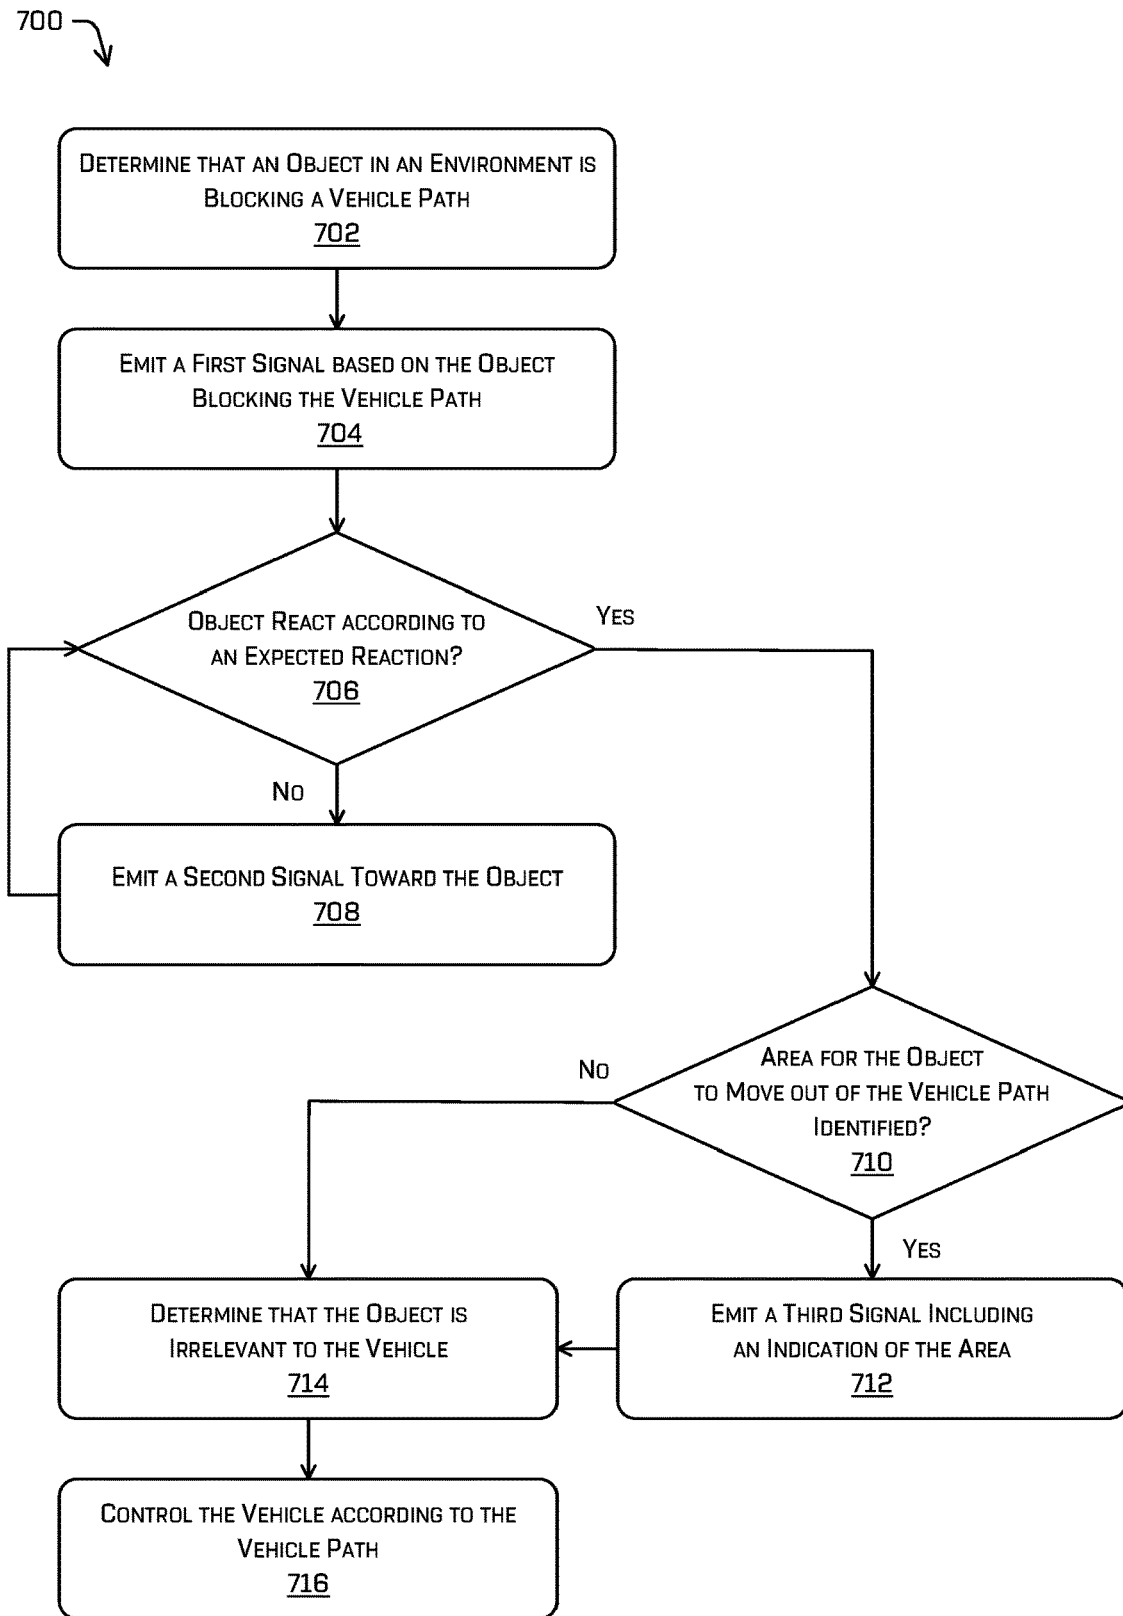 700
Determine that an Object in an Environment is
Blocking a Vehicle Path
702
Emit a First Signal based on the Object
Blocking the Vehicle Path
704
Object React according to
an Expected Reaction?
706
Yes
No
Emit a Second Signal Toward the Object
708
Area for the Object
to Move out of the Vehicle Path
Identified?
710
No
Yes
Determine that the Object is
Irrelevant to the Vehicle
714
Emit a Third Signal Including
an Indication of the Area
712
Control the Vehicle according to the
Vehicle Path
716